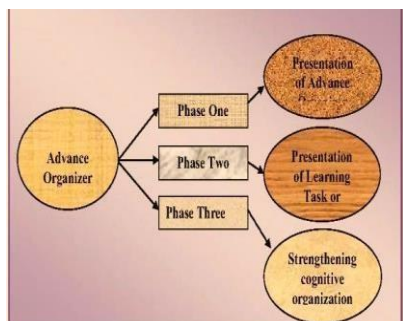 Presentation
of Advance
Phase One
Advance
Organizer
Phase Two
Presentation
of Learning
Task or
Phase Three
Strengthening
cognitive
organization